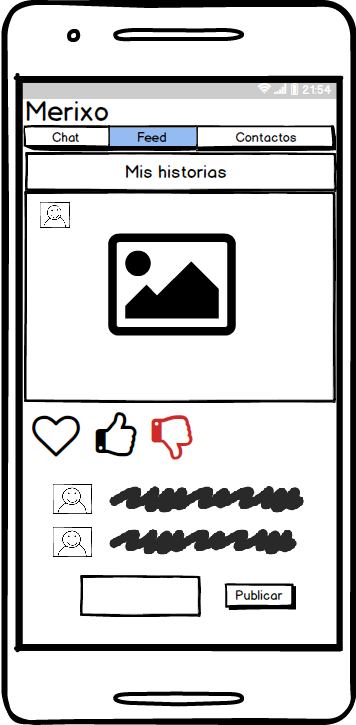 21:54
Merixo
Chat Feed Contactos
Mis historias
Publicar